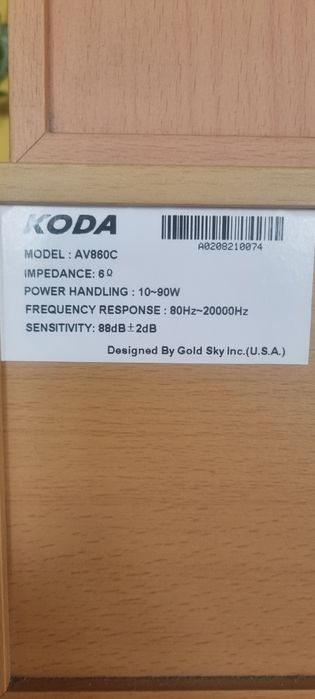 KODA
A0208210074
MODEL : AV860C
IMPEDANCE: 6Ω
POWER HANDLING : 10~90W
FREQUENCY RESPONSE : 80Hz~20000Hz
SENSITIVITY: 88dB±2dB
Designed By Gold Sky Inc.(U.S.A.)